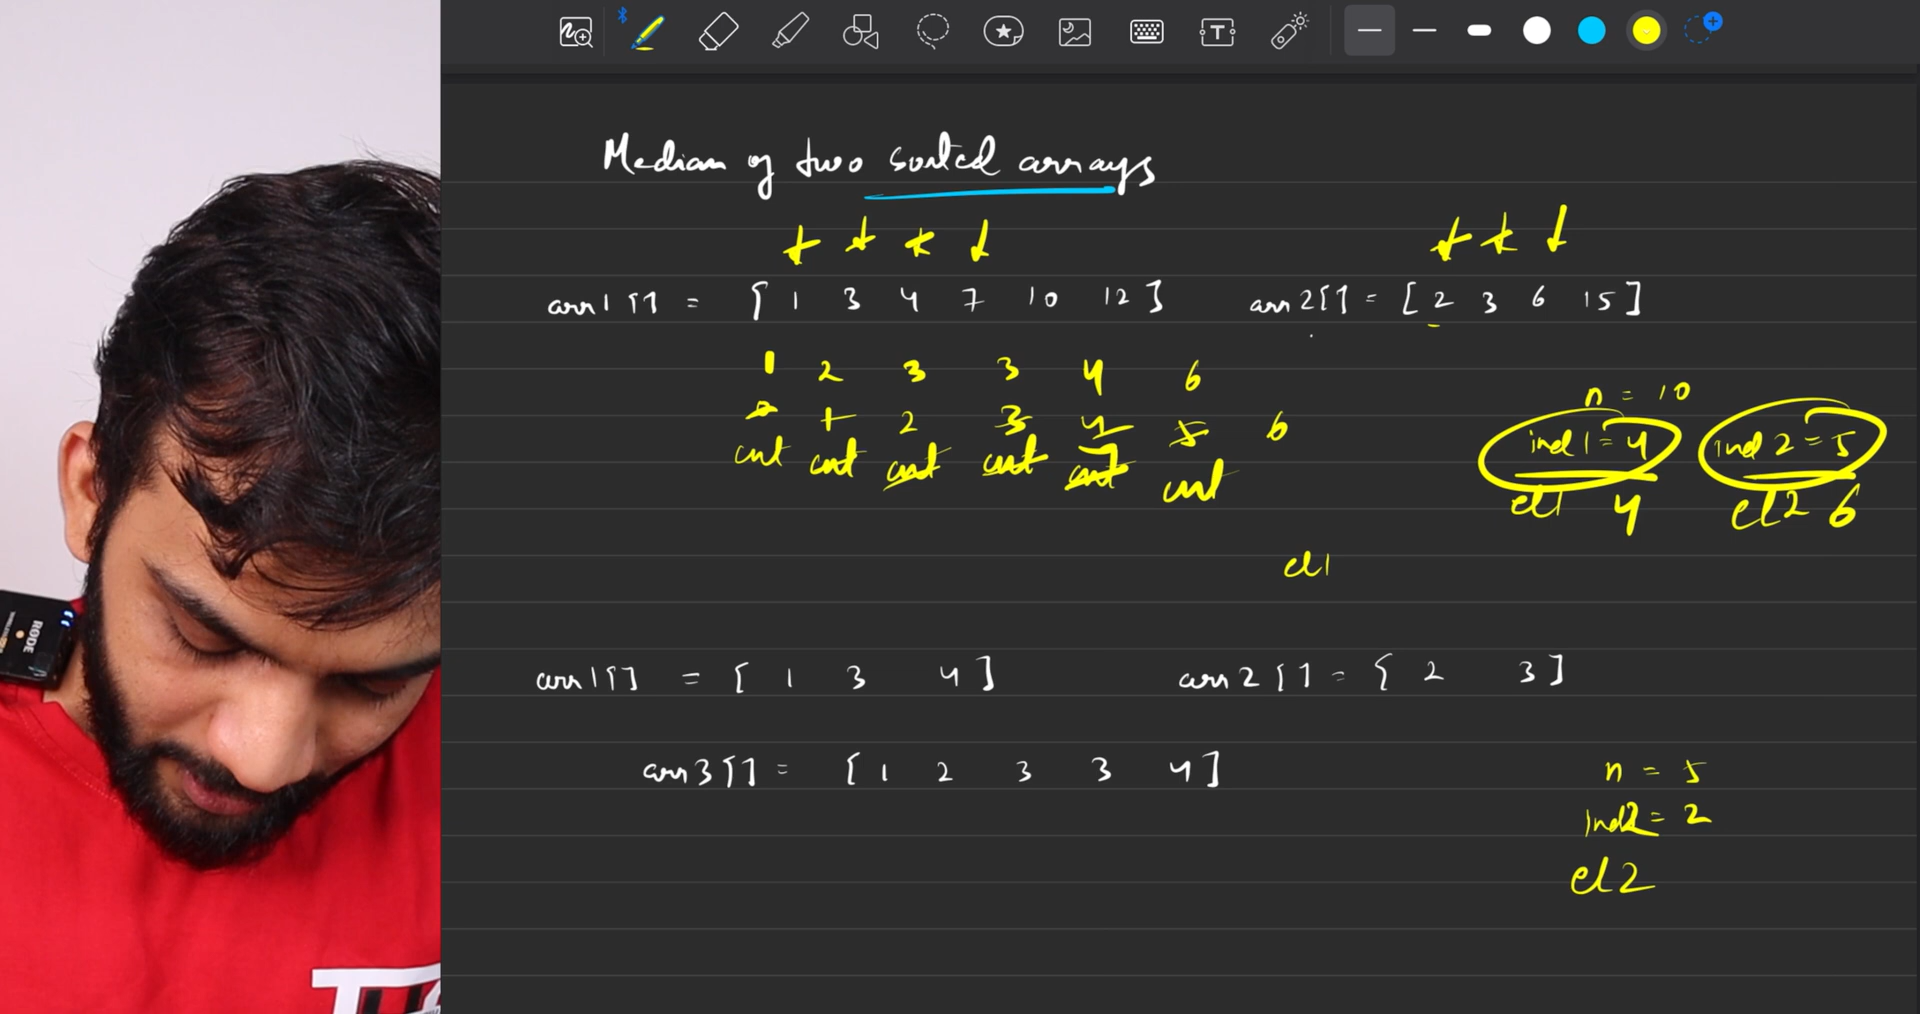 Median of two sorted arrays
arr1[] = [ 1 3 4 7 10 12 ] arr2[] = [ 2 3 6 15 ]
1 2 3 3 4 6
0 1 2 3 4 5 6
cnt cnt cnt cnt cnt cnt
n = 10
ind1 = 4 ind2 = 5
el1 4 el2 6
el1
arr1[] = [ 1 3 4 ] arr2[] = [ 2 3 ]
arr3[] = [ 1 2 3 3 4 ]
n = 5
ind2 = 2
el2
RODE
T